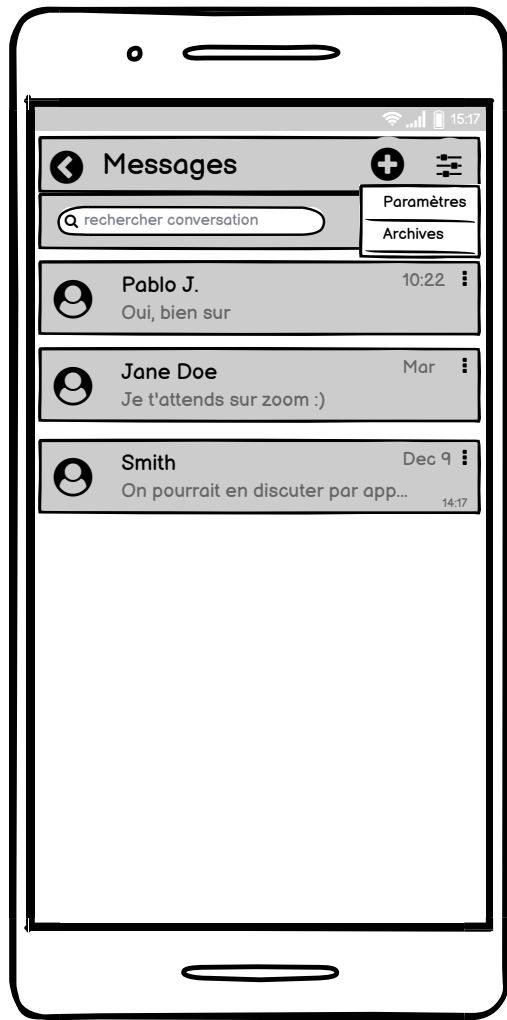 15:17
Messages
Paramètres
rechercher conversation
Archives
Pablo J.
10:22
Oui, bien sur
Jane Doe
Mar
Je t'attends sur zoom :)
Smith
Dec 9
On pourrait en discuter par app...
14:17